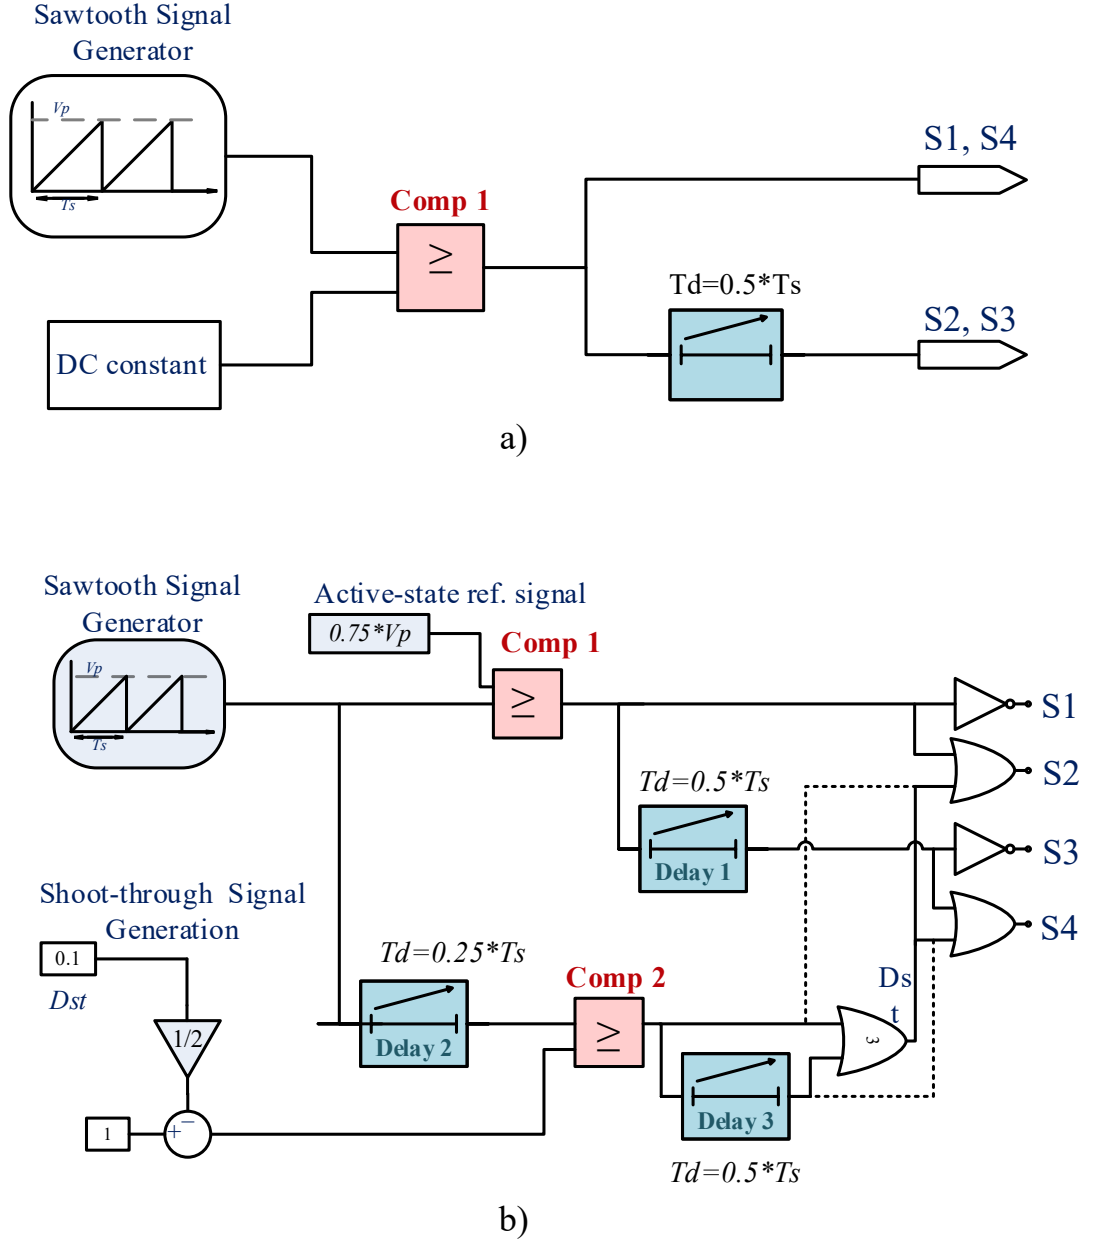 Sawtooth Signal
Generator
Vp
Ts
Comp 1
≥
DC constant
Td=0.5*Ts
S1, S4
S2, S3
a)
Sawtooth Signal
Generator
Vp
Ts
Active-state ref. signal
0.75*Vp
Comp 1
≥
S1
S2
Td=0.5*Ts
Delay 1
S3
S4
Shoot-through Signal
Generation
0.1
Dst
1/2
1
+
−
Td=0.25*Ts
Delay 2
Comp 2
≥
Delay 3
Td=0.5*Ts
3
Ds
t
b)